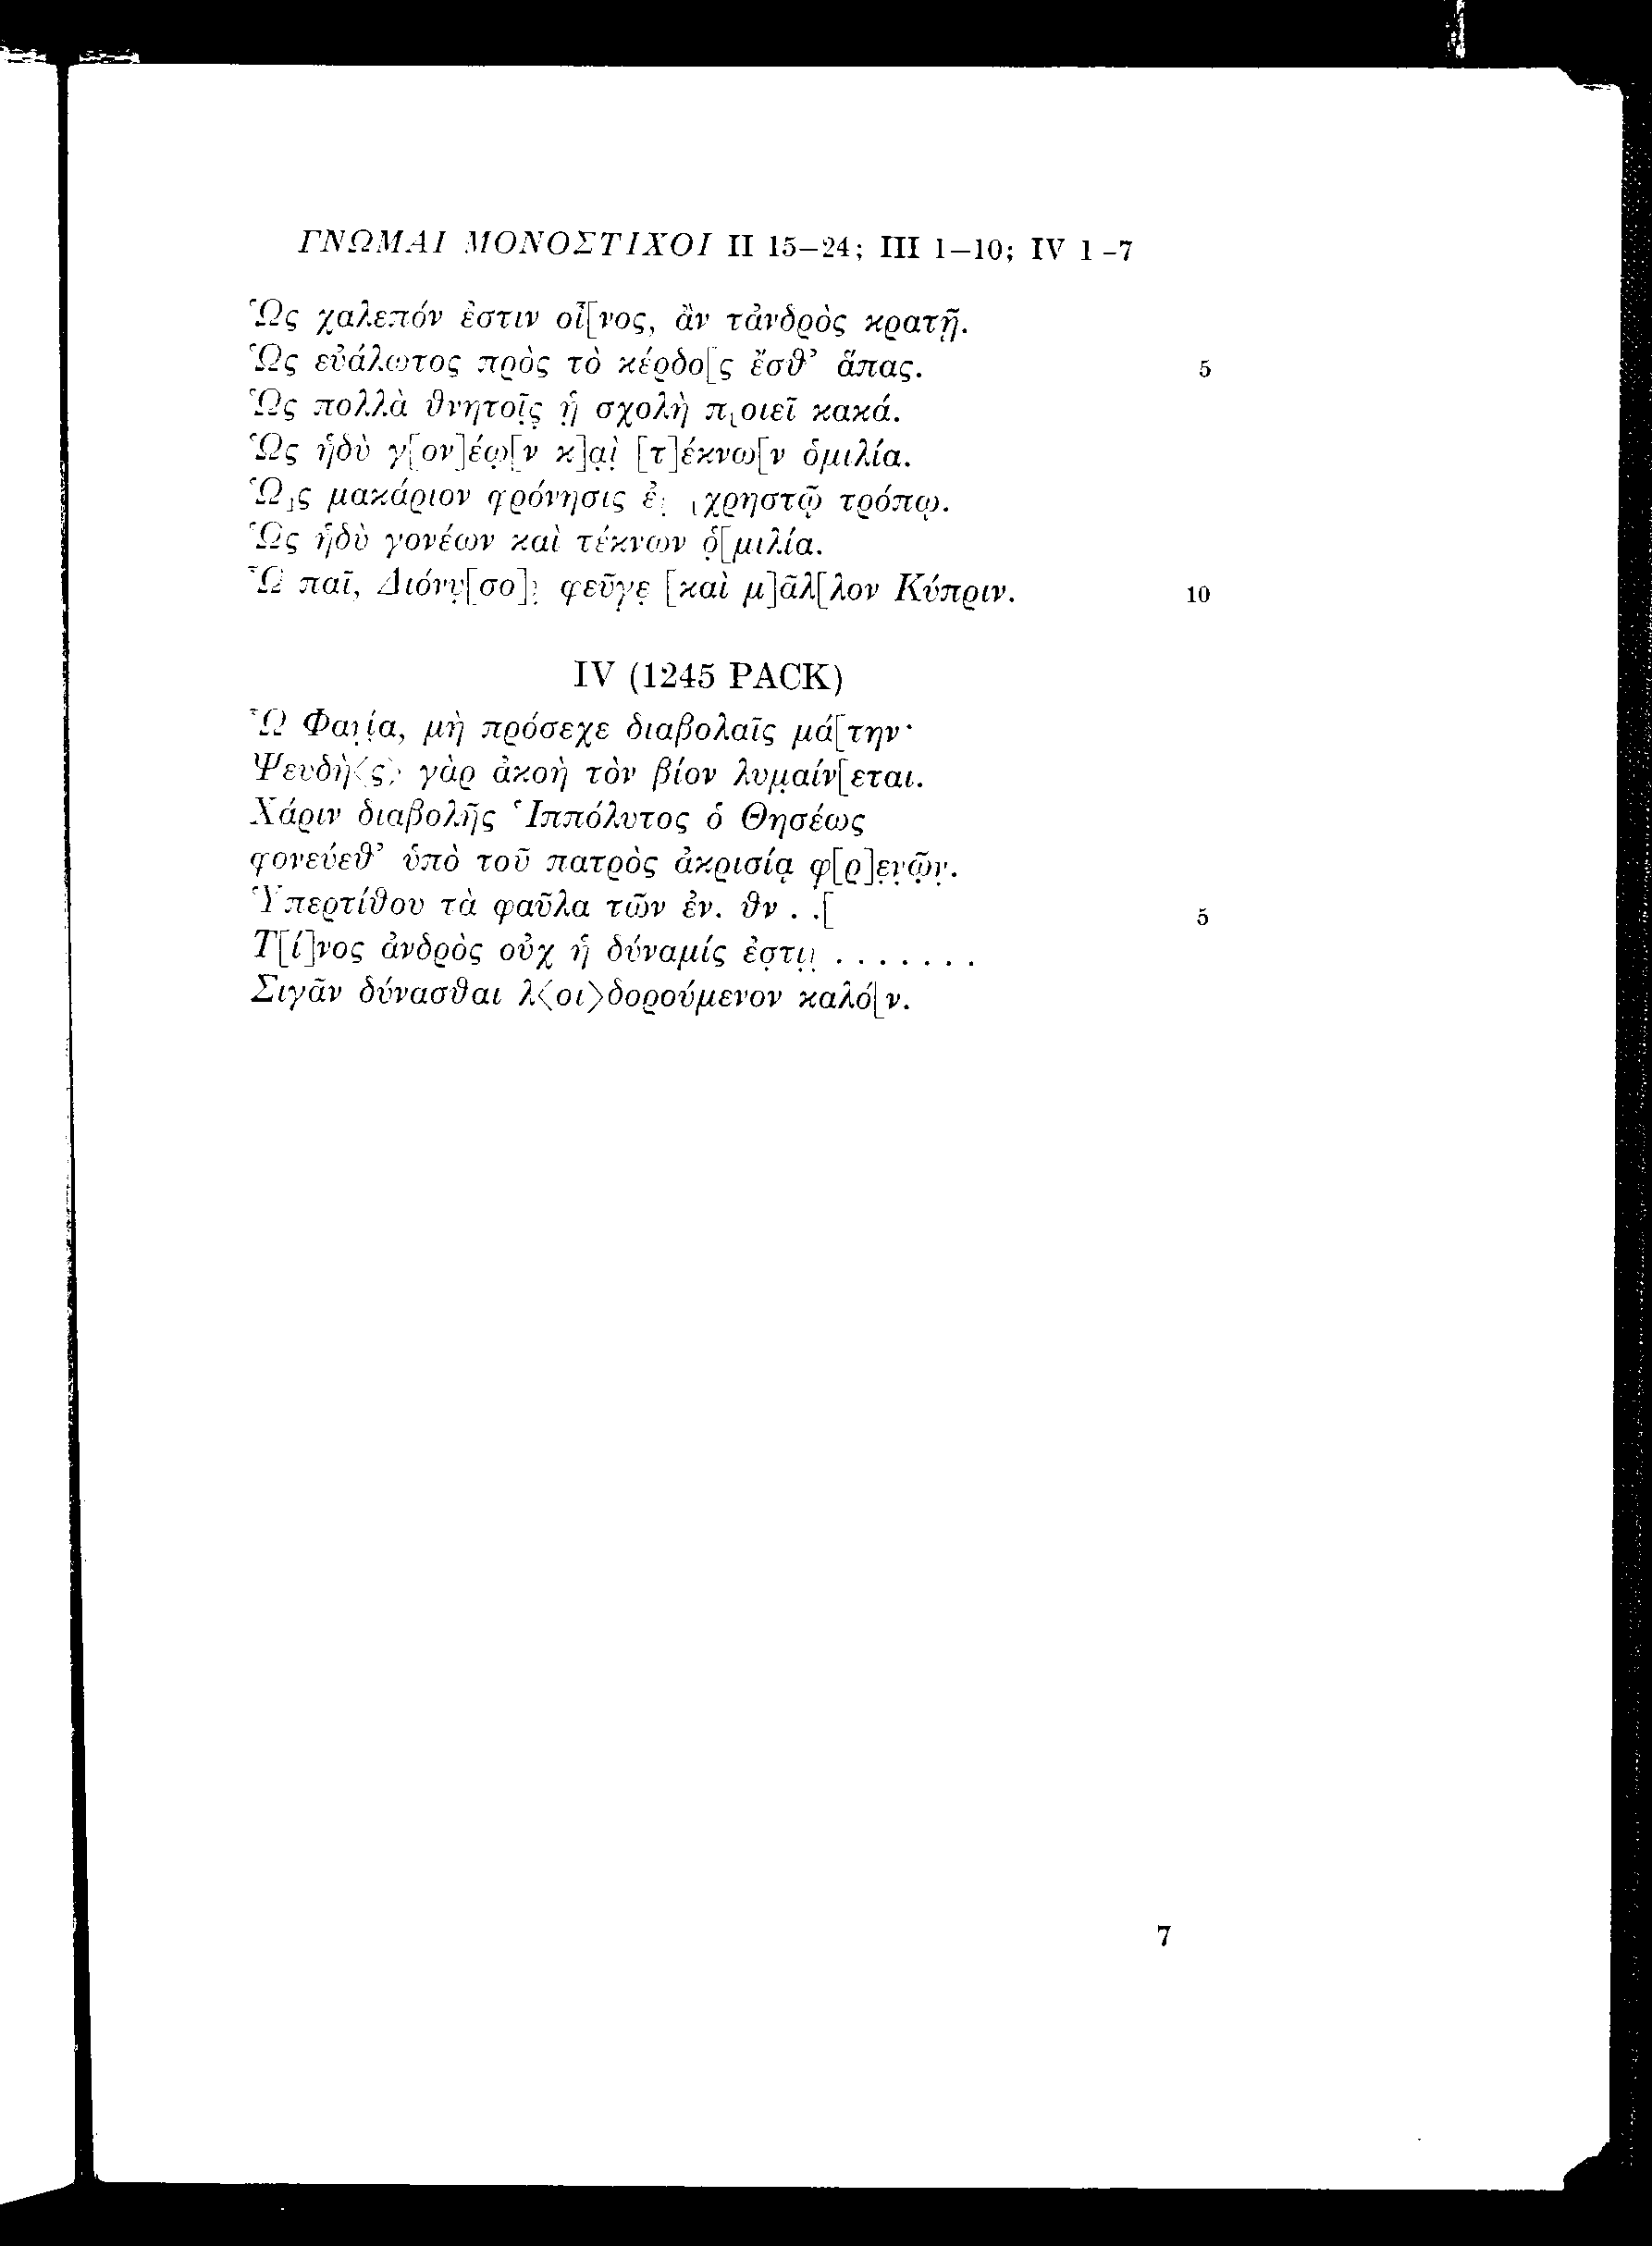 ΓΝΩΜΑΙ ΜΟΝΟΣΤΙΧΟΙ II 15–24; III 1–10; IV 1-7
Ὡς χαλεπόν ἐστιν οἶ[νος, ἂν τἀνδρὸς κρατῇ.
Ὡς εὐάλωτος πρὸς τὸ κέρδο[ς ἔσθ’ ἅπας. 5
Ὡς πολλὰ θνητοῖς ἡ σχολὴ π⌊οιεῖ κακά.
Ὡς ἡδὺ γ[ον]έω[ν κ]α̣ὶ̣ [τ]έκνω[ν ὁμιλία.
Ὡ⌋ς μακάριον φρόνησις ἐ⌊ ⌊χρηστῷ τρόπῳ.
Ὡς ἡδὺ γονέων καὶ τέκνων ὁ̣[μιλία.
Ὦ παῖ, Διόνυ̣[σο]ν̣ φεῦγε̣ [καὶ μ]ᾶλ[λον Κύπριν. 10
IV (1245 PACK)
Ὦ Φανία, μὴ πρόσεχε διαβολαῖς μά[την·
Ψευδὴ⟨ς⟩ γὰρ ἀκοὴ τὸν βίον λυμαίν[εται.
Χάριν διαβολῆς Ἱππόλυτος ὁ Θησέως
φονεύεθ’ ὑπὸ τοῦ πατρὸς ἀκρισίᾳ φ̣[ρ]ε̣ν̣ῶ̣ν̣.
Ὑπερτίθου τὰ φαῦλα τῶν ἐν. θν . .[ 5
Τ[ί]νος ἀνδρὸς οὐχ ἡ δύναμίς ἐσ̣τι̣ν̣ . . . . . . .
Σιγᾶν δύνασθαι λ⟨οι⟩δορούμενον καλό[ν.
7